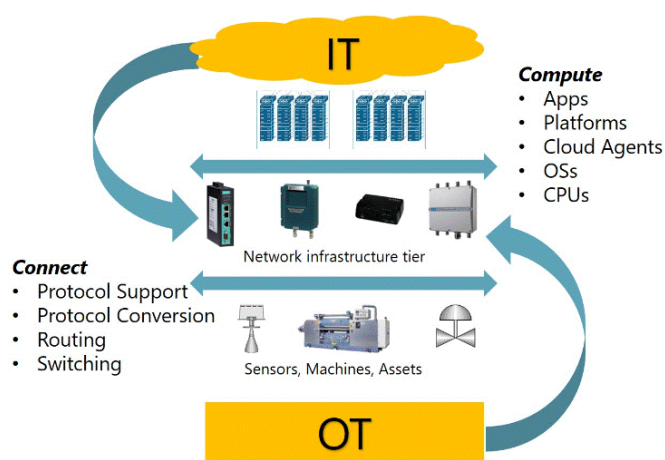 IT
Compute
• Apps
• Platforms
• Cloud Agents
• OSs
• CPUs
Network infrastructure tier
Connect
• Protocol Support
• Protocol Conversion
• Routing
• Switching
Sensors, Machines, Assets
OT